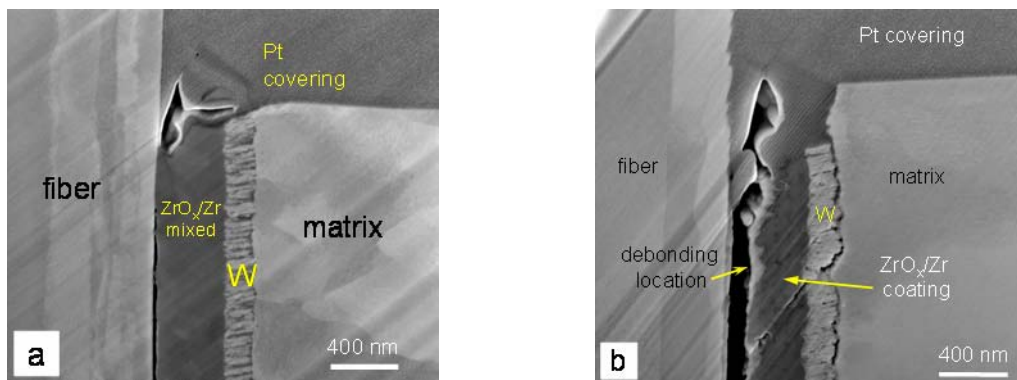 Pt
covering
fiber
ZrOₓ/Zr
mixed
W
matrix
400 nm
a
Pt covering
fiber
matrix
W
debonding
location
ZrOₓ/Zr
coating
400 nm
b